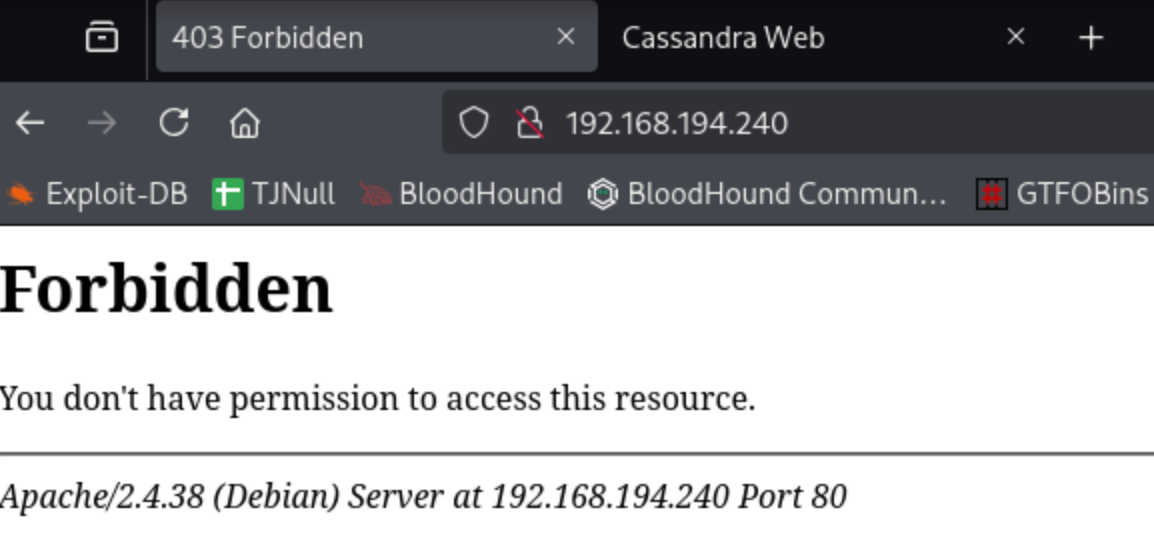 403 Forbidden Cassandra Web
192.168.194.240
Exploit-DB TJNull BloodHound BloodHound Commun... GTFOBins
Forbidden
You don't have permission to access this resource.
Apache/2.4.38 (Debian) Server at 192.168.194.240 Port 80